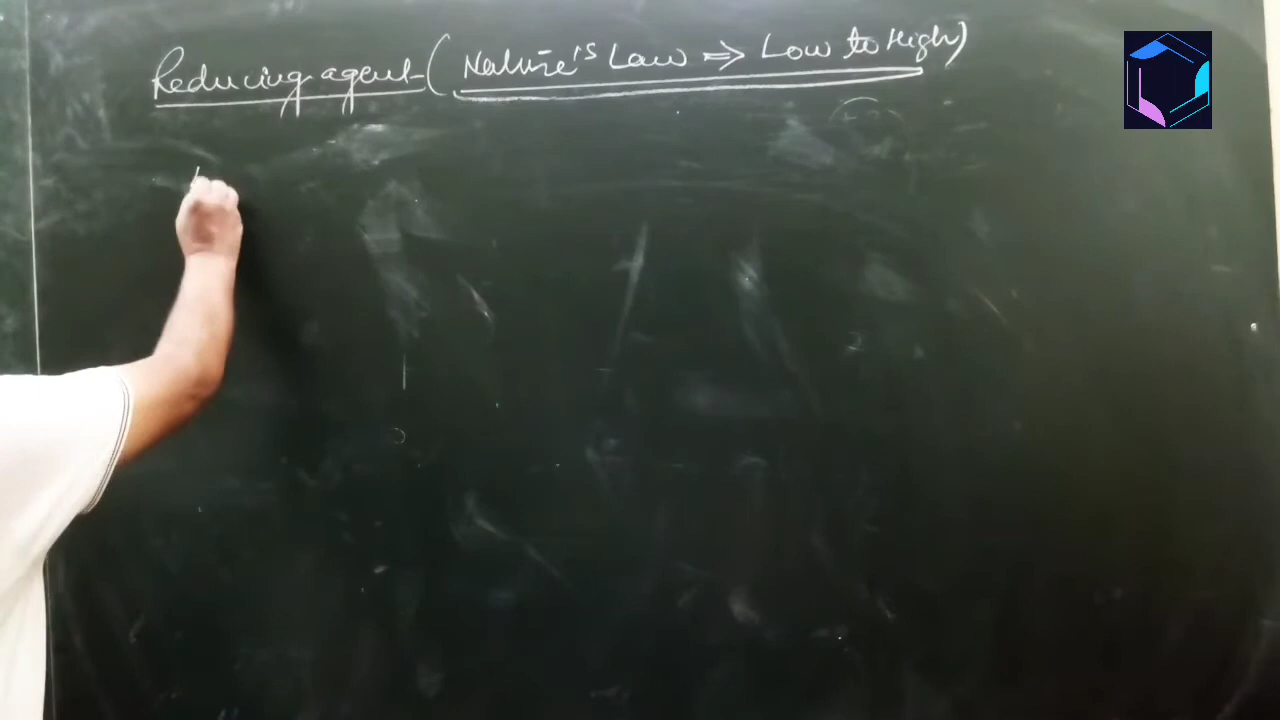 Reducing agent (Nature's Law ⇒ Low to High)